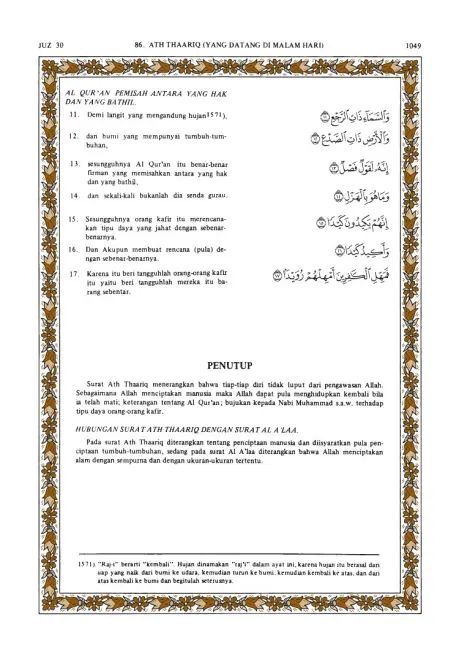 JUZ 30 86. ATH THAARIQ (YANG DATANG DI MALAM HARI) 1049
AL QUR'AN PEMISAH ANTARA YANG HAK
DAN YANG BATHIL.
11. Demi langit yang mengandung hujan1571),
وَالسَّمَاءِ ذَاتِ الرَّجْعِ ۝١١
12. dan bumi yang mempunyai tumbuh-tum-
buhan,
وَالْأَرْضِ ذَاتِ الصَّدْعِ ۝١٢
13. sesungguhnya Al Qur'an itu benar-benar
firman yang memisahkan antara yang hak
dan yang bathil,
إِنَّهُ لَقَوْلٌ فَصْلٌ ۝١٣
14. dan sekali-kali bukanlah dia senda gurau.
وَمَا هُوَ بِالْهَزْلِ ۝١٤
15. Sesungguhnya orang kafir itu merencana-
kan tipu daya yang jahat dengan sebenar-
benarnya.
إِنَّهُمْ يَكِيدُونَ كَيْدًا ۝١٥
16. Dan Akupun membuat rencana (pula) de-
ngan sebenar-benarnya.
وَأَكِيدُ كَيْدًا ۝١٦
17. Karena itu beri tangguhlah orang-orang kafir
itu yaitu beri tangguhlah mereka itu ba-
rang sebentar.
فَمَهِّلِ الْكَافِرِينَ أَمْهِلْهُمْ رُوَيْدًا ۝١٧
PENUTUP
Surat Ath Thaariq menerangkan bahwa tiap-tiap diri tidak luput dari pengawasan Allah.
Sebagaimana Allah menciptakan manusia maka Allah dapat pula menghidupkan kembali bila
ia telah mati; keterangan tentang Al Qur'an; bujukan kepada Nabi Muhammad s.a.w. terhadap
tipu daya orang-orang kafir.
HUBUNGAN SURAT ATH THAARIQ DENGAN SURAT AL A'LAA.
Pada surat Ath Thaariq diterangkan tentang penciptaan manusia dan diisyaratkan pula pen-
ciptaan tumbuh-tumbuhan, sedang pada surat Al A'laa diterangkan bahwa Allah menciptakan
alam dengan sempurna dan dengan ukuran-ukuran tertentu.
1571). "Raj-i" berarti "kembali". Hujan dinamakan "raj'i" dalam ayat ini, karena hujan itu berasal dari
uap yang naik dari bumi ke udara, kemudian turun ke bumi, kemudian kembali ke atas, dan dari
atas kembali ke bumi dan begitulah seterusnya.